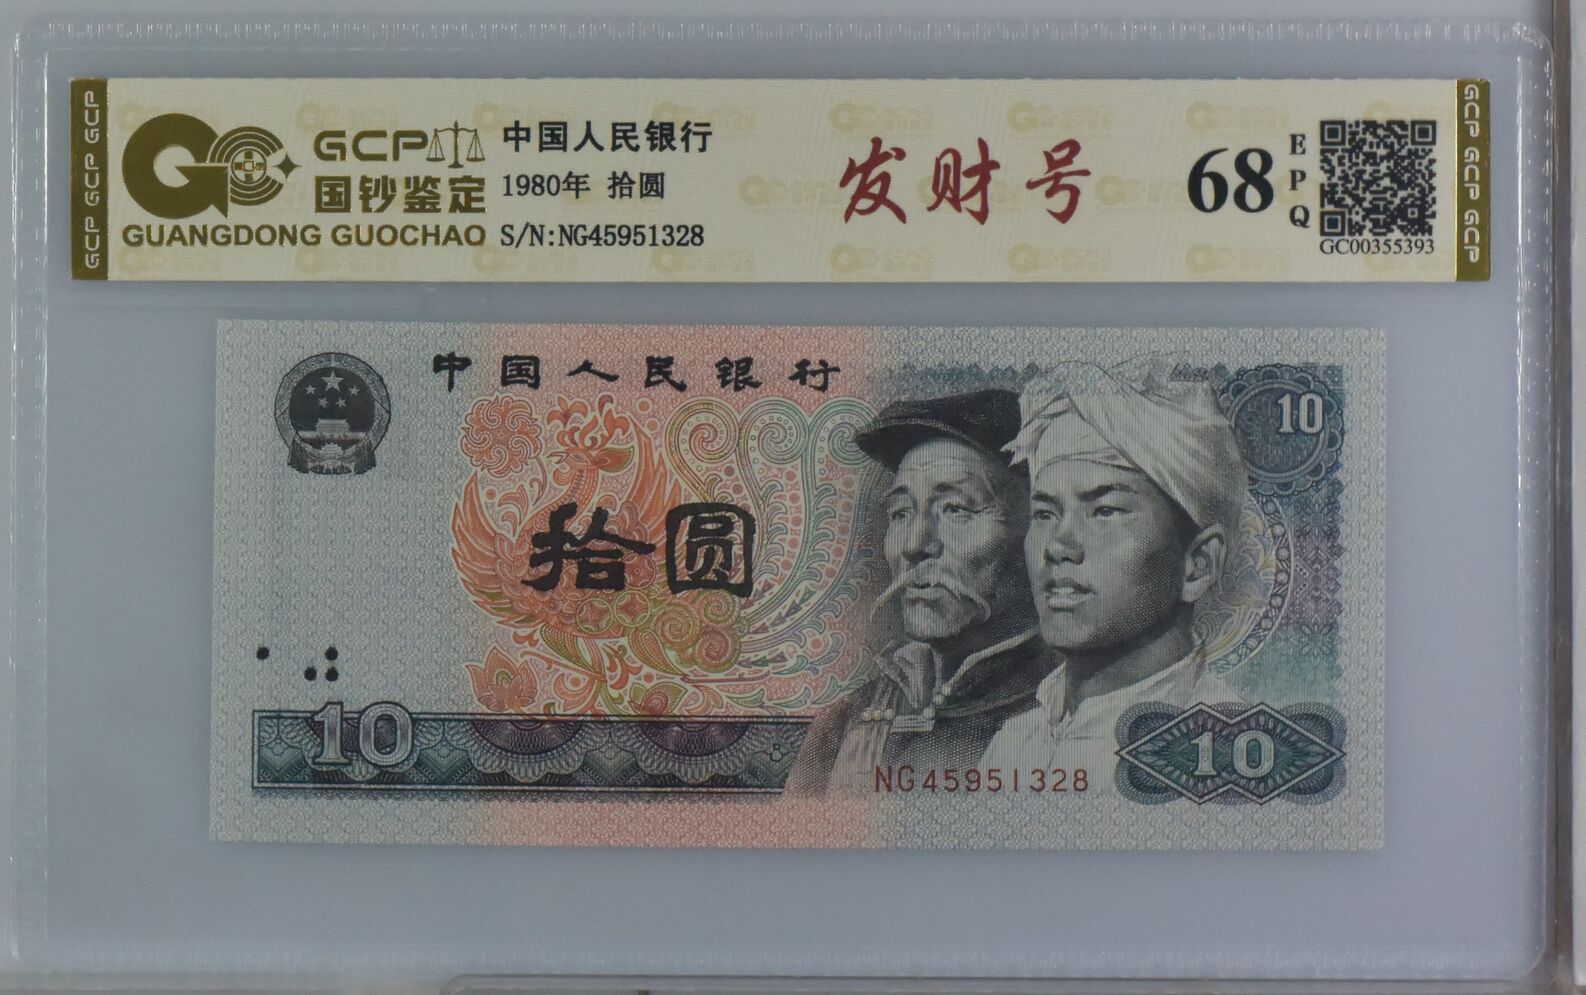 GCP GCP GCP
GCP
国钞鉴定
GUANGDONG GUOCHAO
中国人民银行
1980年 拾圆
S/N:NG45951328
发财号
68
EPQ
GC00355393
GCP GCP GCP
中国人民银行
10
拾圆
10
NG45951328
10